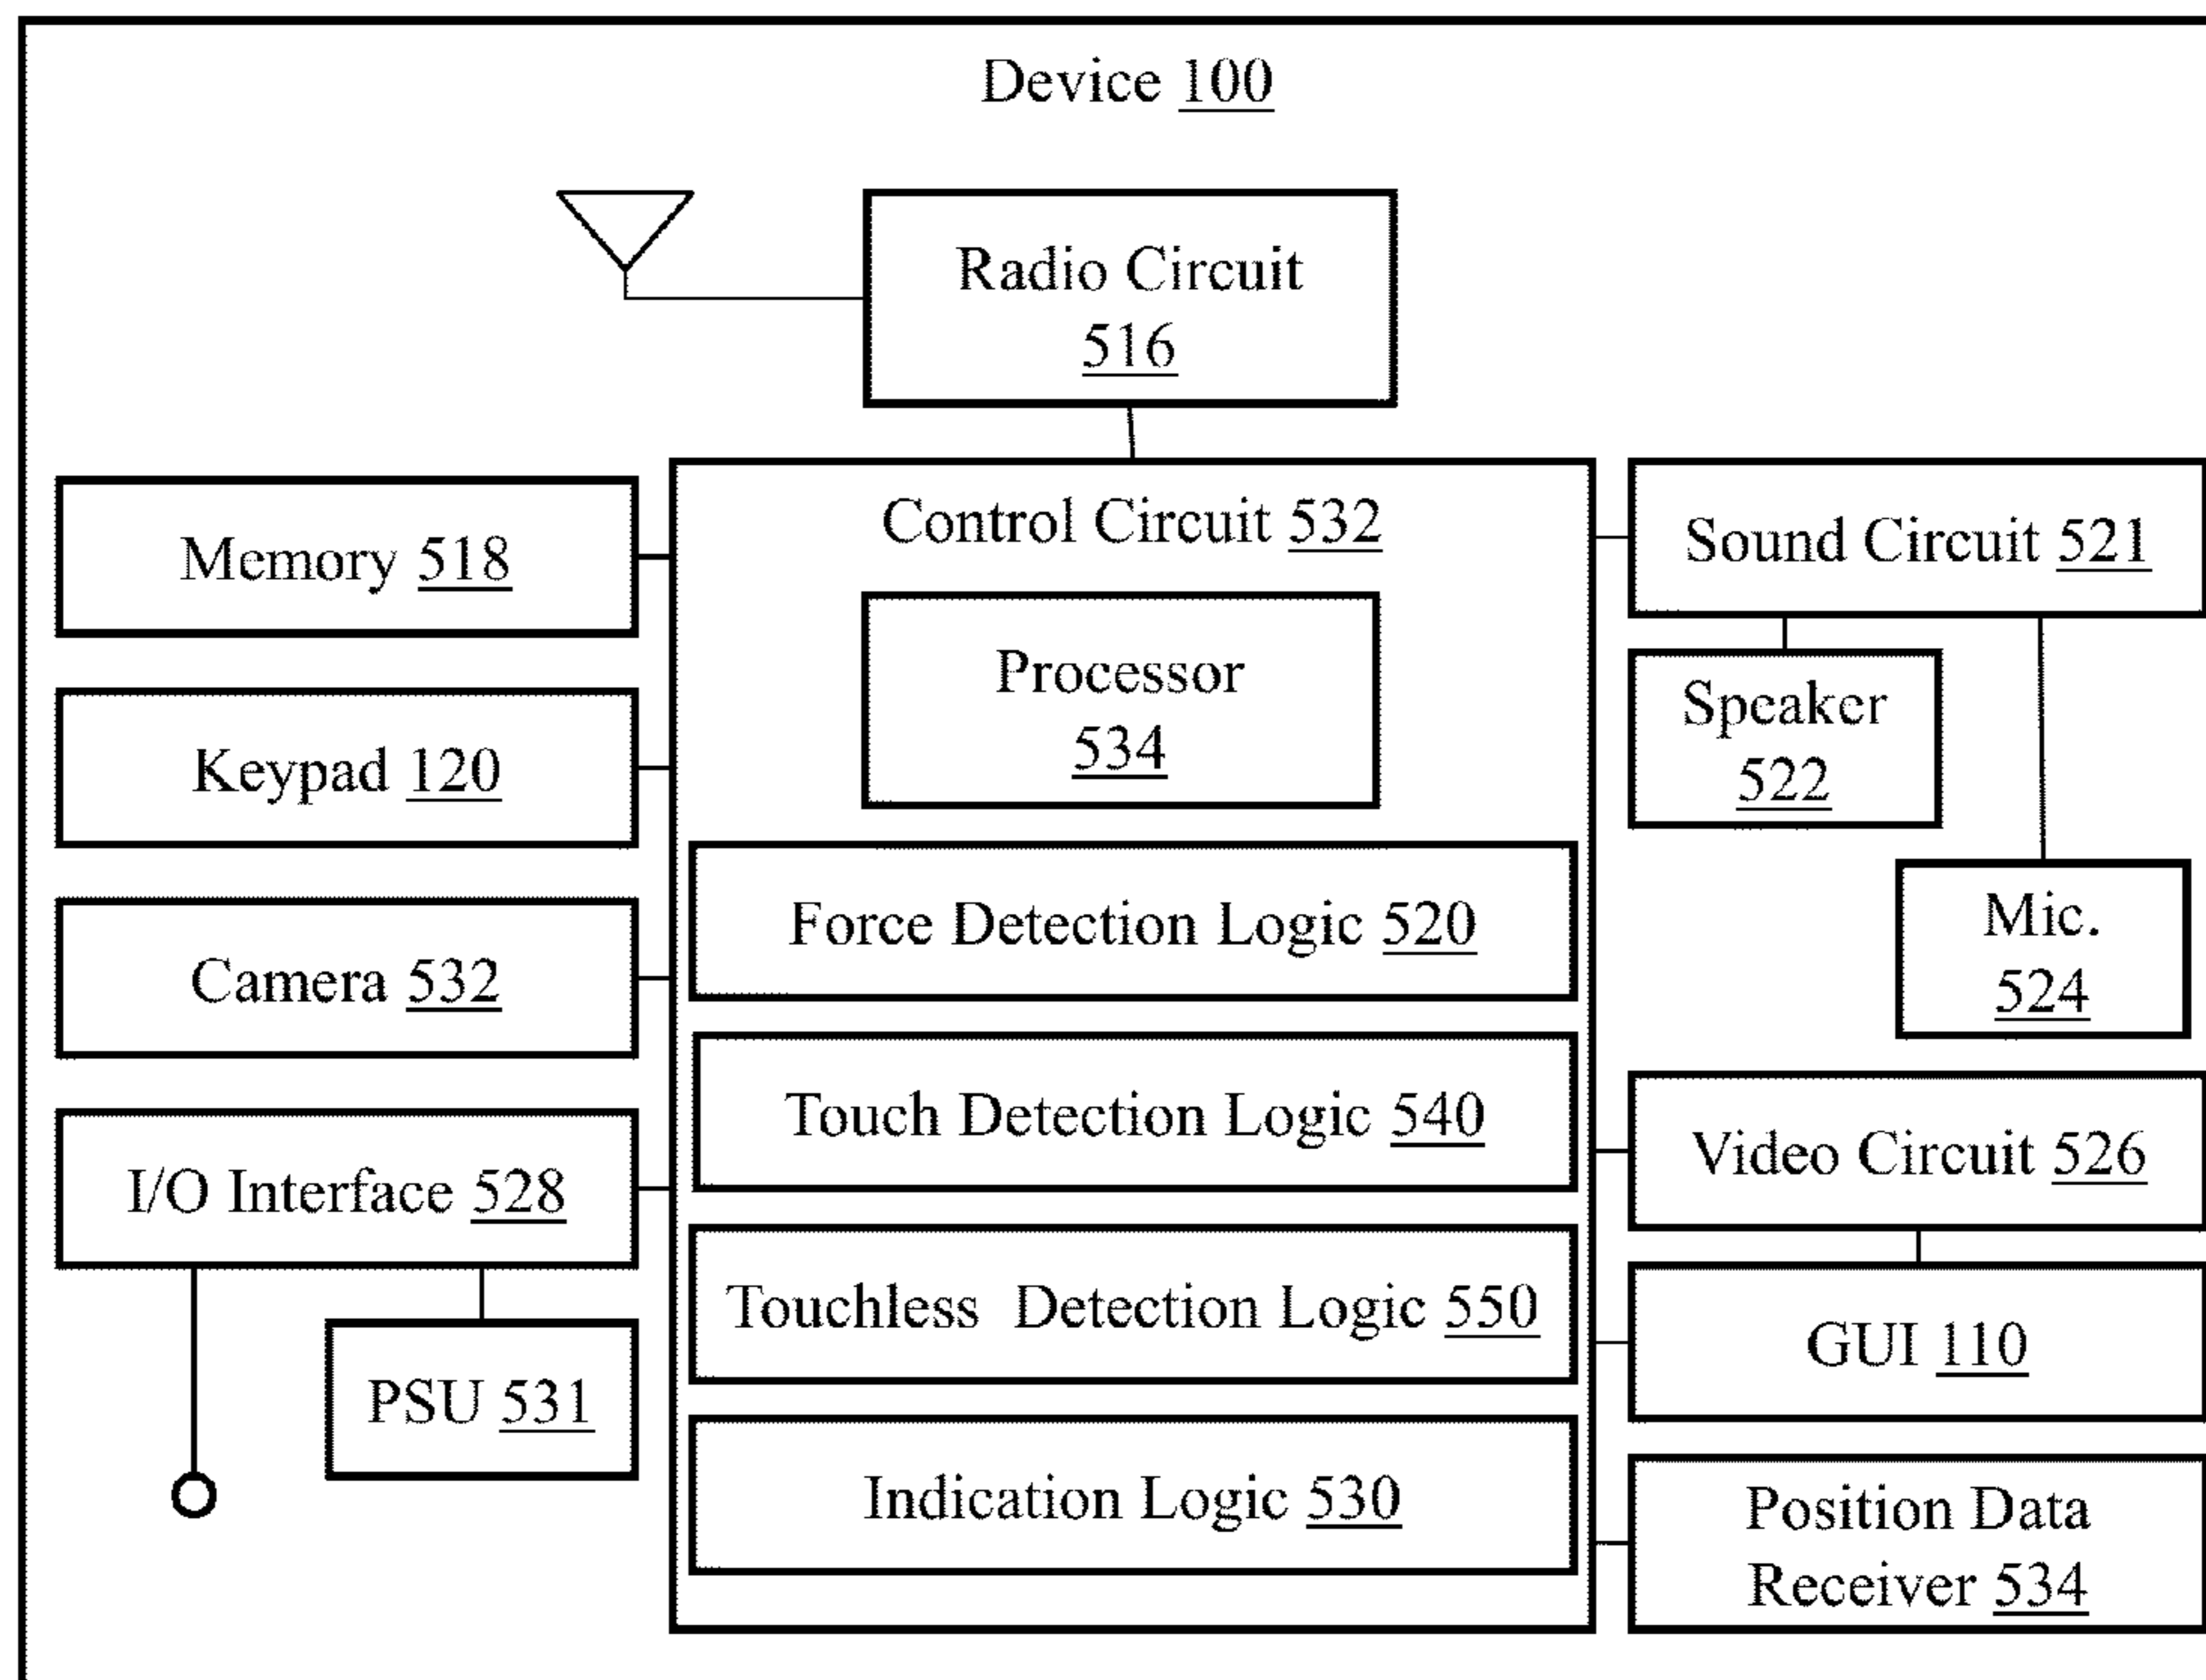 Device 100
Radio Circuit
516
Memory 518
Keypad 120
Camera 532
I/O Interface 528
PSU 531
Control Circuit 532
Processor
534
Force Detection Logic 520
Touch Detection Logic 540
Touchless Detection Logic 550
Indication Logic 530
Sound Circuit 521
Speaker
522
Mic.
524
Video Circuit 526
GUI 110
Position Data
Receiver 534